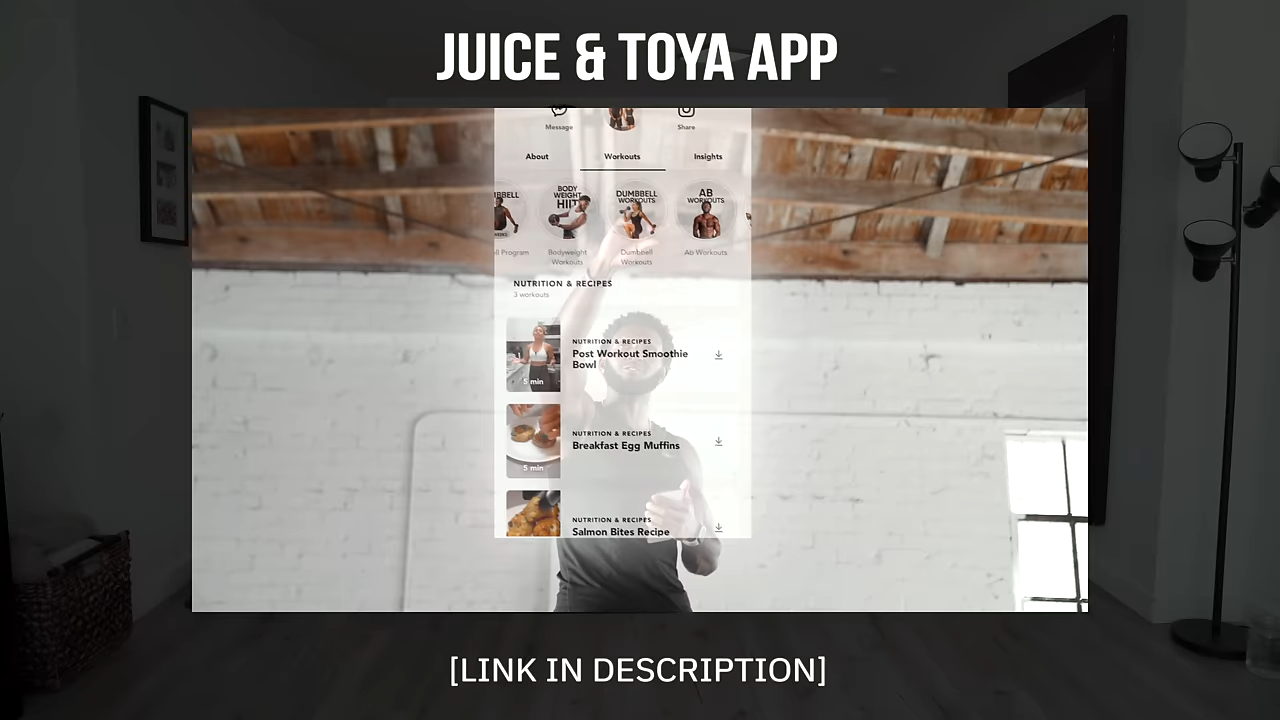 JUICE & TOYA APP
Message
Share
About
Workouts
Insights
BODY
WEIGHT
HIIT
DUMBBELL
WORKOUTS
AB
WORKOUTS
Program
Bodyweight
Workouts
Dumbbell
Workouts
Ab Workouts
NUTRITION & RECIPES
3 workouts
NUTRITION & RECIPES
Post Workout Smoothie
Bowl
5 min
NUTRITION & RECIPES
Breakfast Egg Muffins
5 min
NUTRITION & RECIPES
Salmon Bites Recipe
[LINK IN DESCRIPTION]